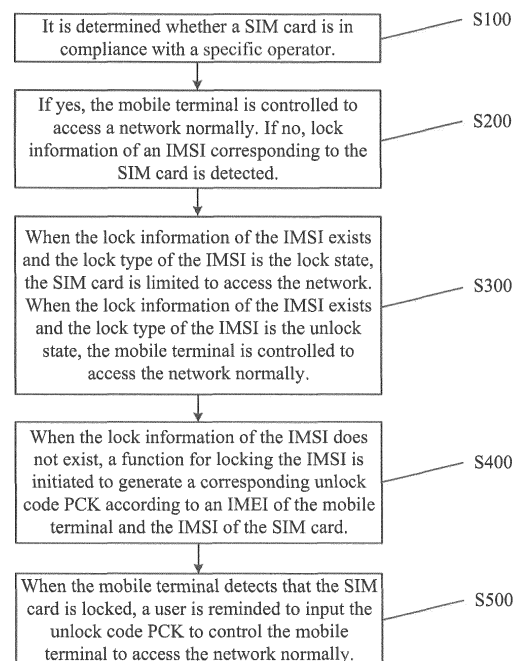 It is determined whether a SIM card is in
compliance with a specific operator.
S100
If yes, the mobile terminal is controlled to
access a network normally. If no, lock
information of an IMSI corresponding to the
SIM card is detected.
S200
When the lock information of the IMSI exists
and the lock type of the IMSI is the lock state,
the SIM card is limited to access the network.
When the lock information of the IMSI exists
and the lock type of the IMSI is the unlock
state, the mobile terminal is controlled to
access the network normally.
S300
When the lock information of the IMSI does
not exist, a function for locking the IMSI is
initiated to generate a corresponding unlock
code PCK according to an IMEI of the mobile
terminal and the IMSI of the SIM card.
S400
When the mobile terminal detects that the SIM
card is locked, a user is reminded to input the
unlock code PCK to control the mobile
terminal to access the network normally.
S500